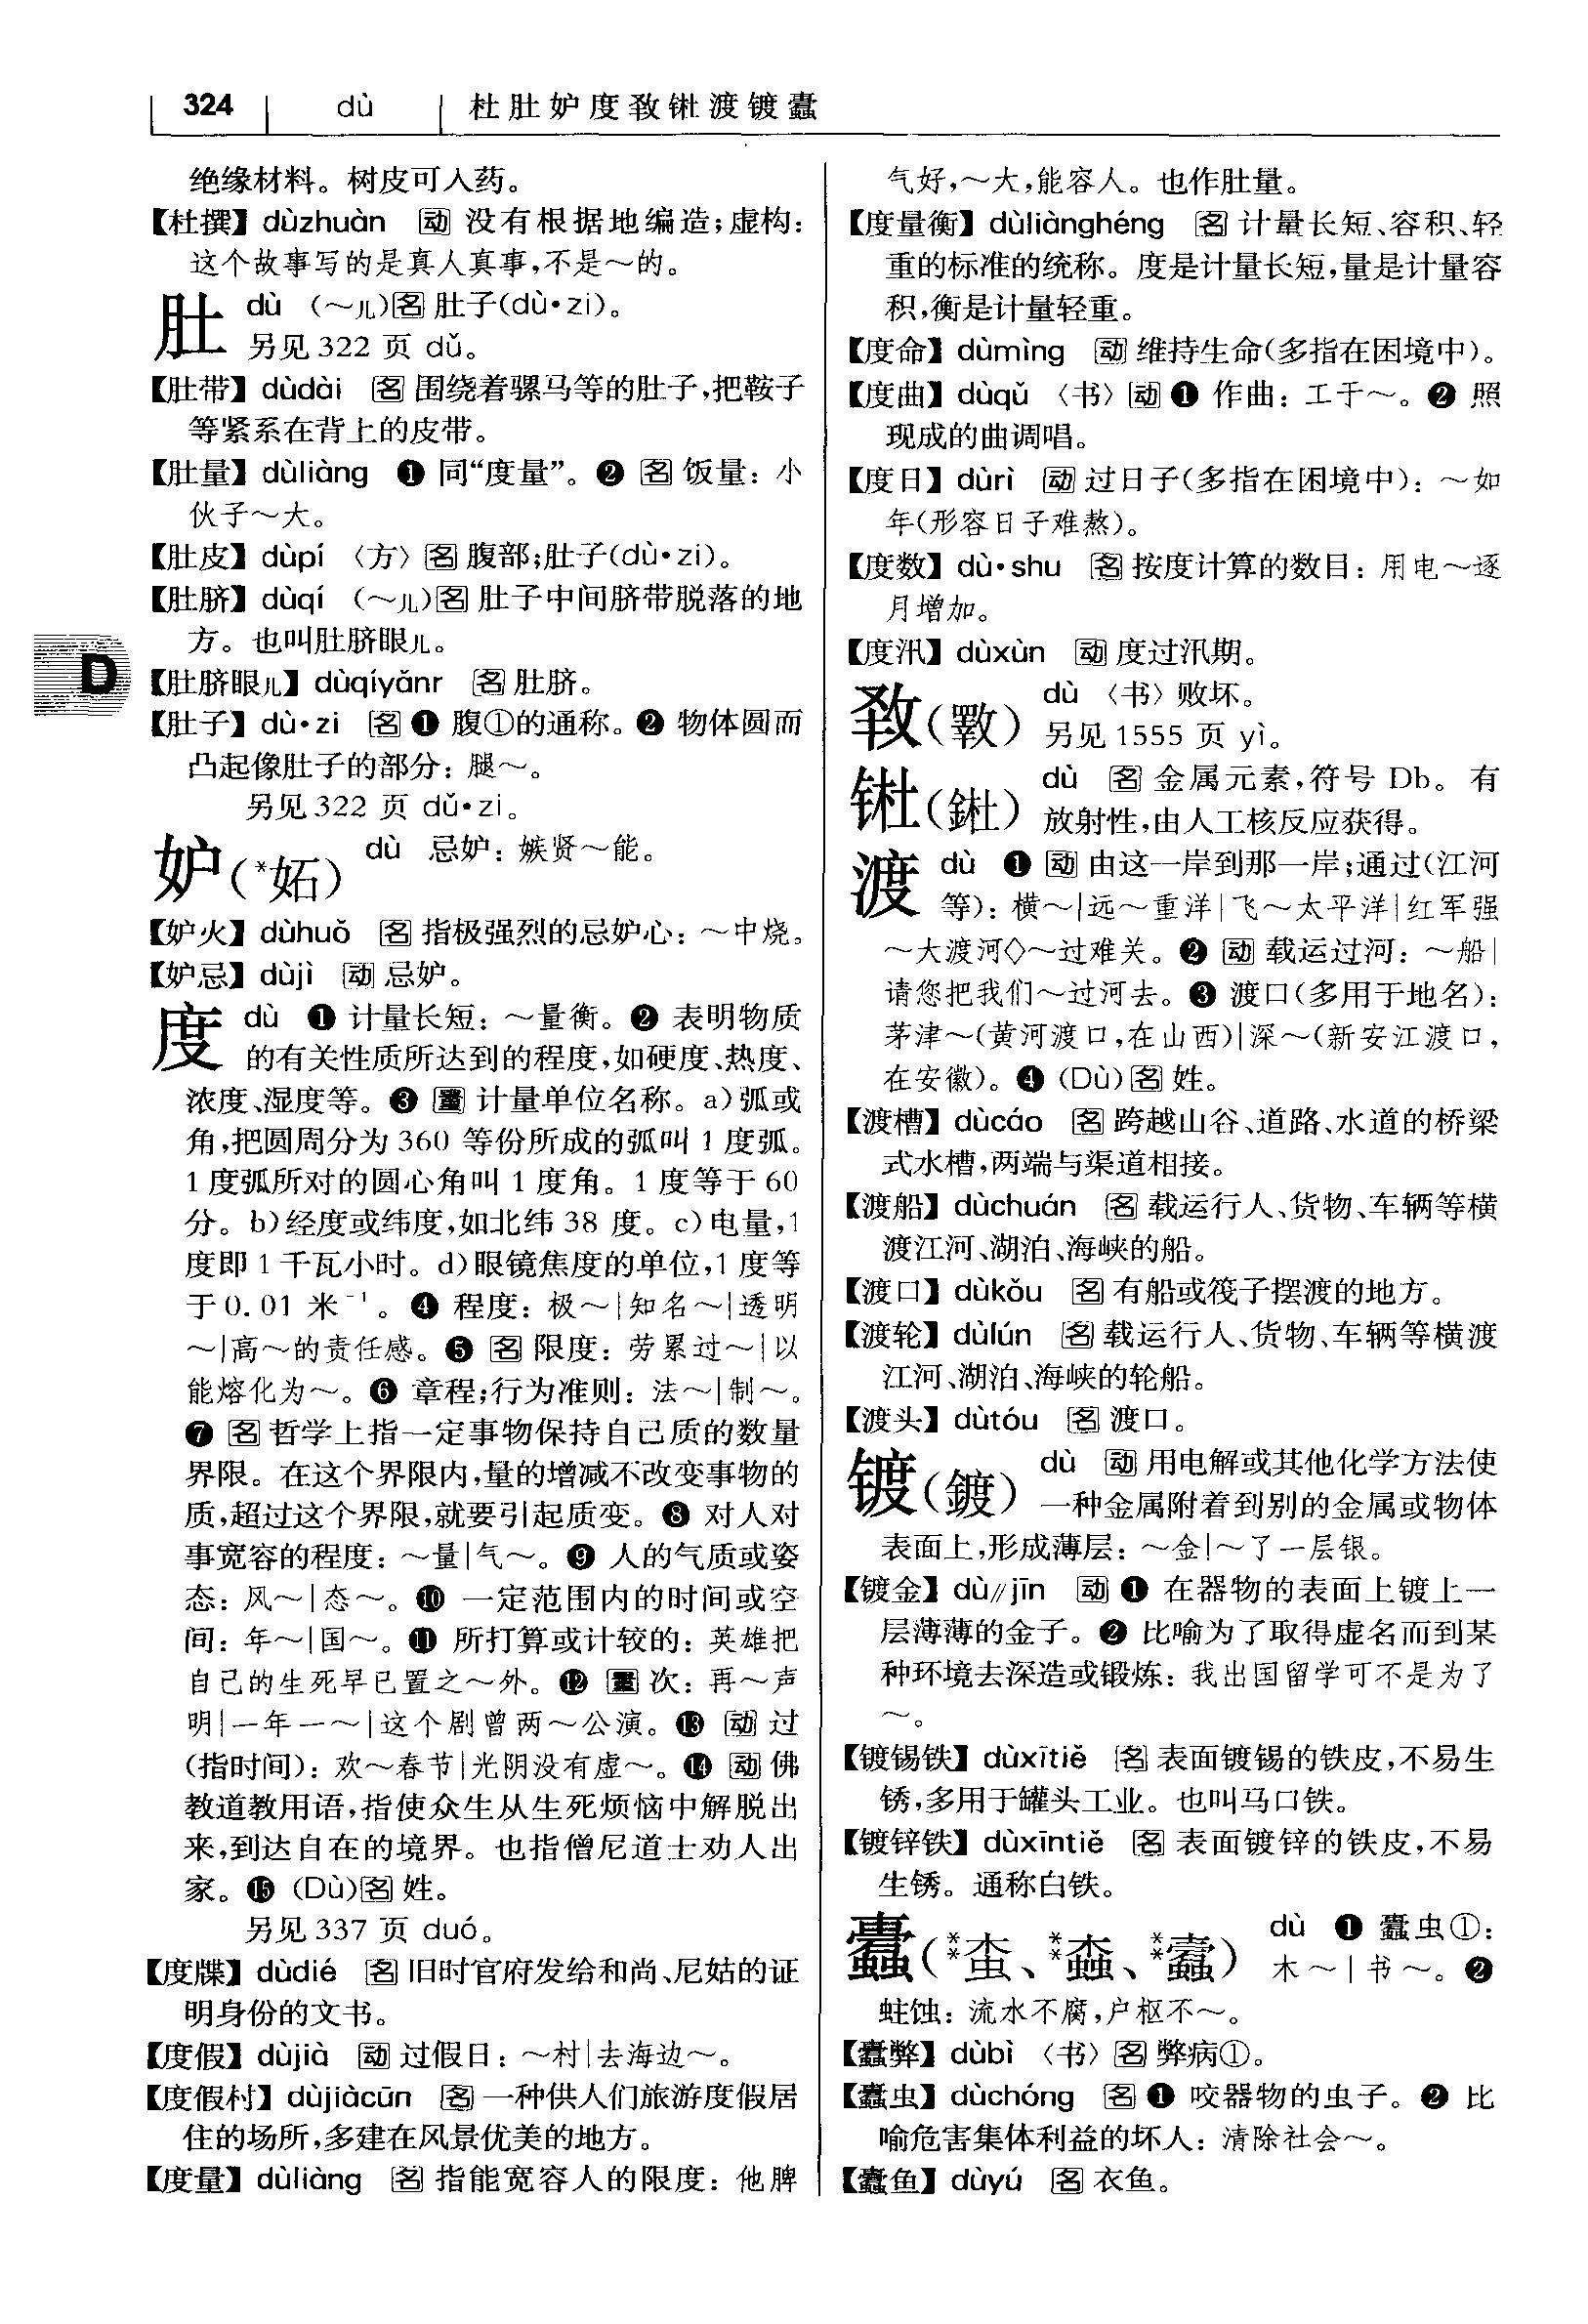 324 dù 杜肚妒度𣀍𨧀渡镀蠹
绝缘材料。树皮可入药。
【杜撰】dùzhuàn 动 没有根据地编造;虚构:
这个故事写的是真人真事,不是～的。
肚 dù (～儿)名 肚子(dù•zi)。
另见 322 页 dǔ。
【肚带】dùdài 名 围绕着骡马等的肚子,把鞍子
等紧系在背上的皮带。
【肚量】dùliàng ❶ 同“度量”。❷ 名 饭量:小
伙子～大。
【肚皮】dùpí 〈方〉名 腹部;肚子(dù•zi)。
【肚脐】dùqí (～儿)名 肚子中间脐带脱落的地
方。也叫肚脐眼儿。
D
【肚脐眼儿】dùqíyǎnr 名 肚脐。
【肚子】dù•zi 名 ❶ 腹①的通称。❷ 物体圆而
凸起像肚子的部分:腿～。
另见 322 页 dǔ•zi。
妒(*妬) dù 忌妒:嫉贤～能。
【妒火】dùhuǒ 名 指极强烈的忌妒心:～中烧。
【妒忌】dùjì 动 忌妒。
度 dù ❶ 计量长短:～量衡。❷ 表明物质
的有关性质所达到的程度,如硬度、热度、
浓度、湿度等。❸ 量 计量单位名称。a)弧或
角,把圆周分为 360 等份所成的弧叫 1 度弧。
1 度弧所对的圆心角叫 1 度角。1 度等于 60
分。b)经度或纬度,如北纬 38 度。c)电量,1
度即 1 千瓦小时。d)眼镜焦度的单位,1 度等
于 0.01 米⁻¹。❹ 程度:极～|知名～|透明
～|高～的责任感。❺ 名 限度:劳累过～|以
能熔化为～。❻ 章程;行为准则:法～|制～。
❼ 名 哲学上指一定事物保持自己质的数量
界限。在这个界限内,量的增减不改变事物的
质,超过这个界限,就要引起质变。❽ 对人对
事宽容的程度:～量|气～。❾ 人的气质或姿
态:风～|态～。❿ 一定范围内的时间或空
间:年～|国～。⓫ 所打算或计较的:英雄把
自己的生死早已置之～外。⓬ 量 次:再～声
明|一年一～|这个剧曾两～公演。⓭ 动 过
(指时间):欢～春节|光阴没有虚～。⓮ 动 佛
教道教用语,指使众生从生死烦恼中解脱出
来,到达自在的境界。也指僧尼道士劝人出
家。⓯ (Dù)名 姓。
另见 337 页 duó。
【度牒】dùdié 名 旧时官府发给和尚、尼姑的证
明身份的文书。
【度假】dùjià 动 过假日:～村|去海边～。
【度假村】dùjiàcūn 名 一种供人们旅游度假居
住的场所,多建在风景优美的地方。
【度量】dùliàng 名 指能宽容人的限度:他脾
气好,～大,能容人。也作肚量。
【度量衡】dùliànghéng 名 计量长短、容积、轻
重的标准的统称。度是计量长短,量是计量容
积,衡是计量轻重。
【度命】dùmìng 动 维持生命(多指在困境中)。
【度曲】dùqǔ 〈书〉动 ❶ 作曲:工于～。❷ 照
现成的曲调唱。
【度日】dùrì 动 过日子(多指在困境中):～如
年(形容日子难熬)。
【度数】dù•shu 名 按度计算的数目:用电～逐
月增加。
【度汛】dùxùn 动 度过汛期。
𣀍(斁) dù 〈书〉败坏。
另见 1555 页 yì。
𨧀(鉳) dù 名 金属元素,符号 Db。有
放射性,由人工核反应获得。
渡 dù ❶ 动 由这一岸到那一岸;通过(江河
等):横～|远～重洋|飞～太平洋|红军强
～大渡河◇～过难关。❷ 动 载运过河:～船|
请您把我们～过河去。❸ 渡口(多用于地名):
茅津～(黄河渡口,在山西)|深～(新安江渡口,
在安徽)。❹ (Dù)名 姓。
【渡槽】dùcáo 名 跨越山谷、道路、水道的桥梁
式水槽,两端与渠道相接。
【渡船】dùchuán 名 载运行人、货物、车辆等横
渡江河、湖泊、海峡的船。
【渡口】dùkǒu 名 有船或筏子摆渡的地方。
【渡轮】dùlún 名 载运行人、货物、车辆等横渡
江河、湖泊、海峡的轮船。
【渡头】dùtóu 名 渡口。
镀(鍍) dù 动 用电解或其他化学方法使
一种金属附着到别的金属或物体
表面上,形成薄层:～金|～了一层银。
【镀金】dù∥jīn 动 ❶ 在器物的表面上镀上一
层薄薄的金子。❷ 比喻为了取得虚名而到某
种环境去深造或锻炼:我出国留学可不是为了
～。
【镀锡铁】dùxītiě 名 表面镀锡的铁皮,不易生
锈,多用于罐头工业。也叫马口铁。
【镀锌铁】dùxīntiě 名 表面镀锌的铁皮,不易
生锈。通称白铁。
蠹(**䖝、**螙、**蠧) dù ❶ 蠹虫①:
木～|书～。❷
蛀蚀:流水不腐,户枢不～。
【蠹弊】dùbì 〈书〉名 弊病①。
【蠹虫】dùchóng 名 ❶ 咬器物的虫子。❷ 比
喻危害集体利益的坏人:清除社会～。
【蠹鱼】dùyú 名 衣鱼。